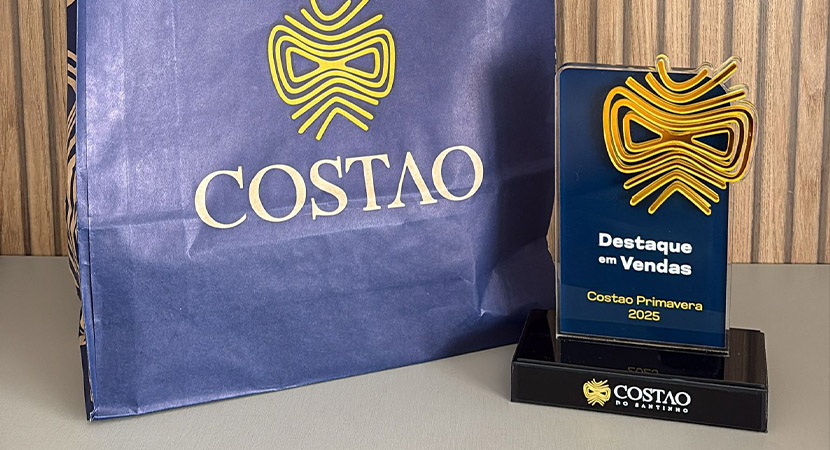 COSTAO
Destaque
em Vendas
Costao Primavera
2025
COSTAO
DO SANTINHO